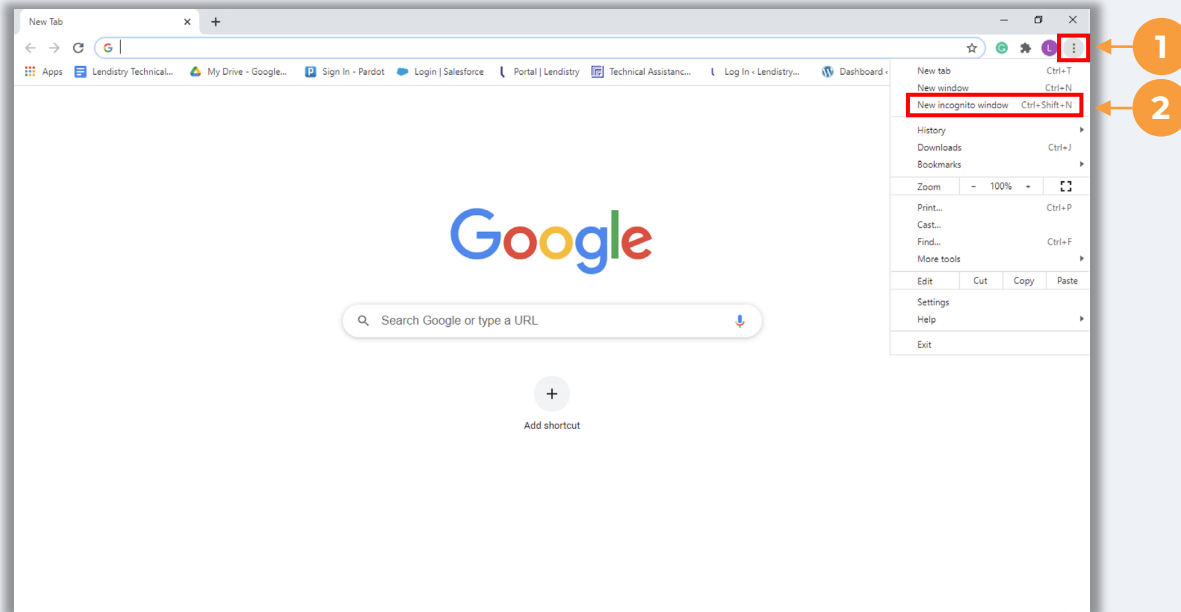 New Tab
G
L
1
Apps Lendistry Technical... My Drive - Google... Sign In - Pardot Login | Salesforce Portal | Lendistry Technical Assistanc... Log In ‹ Lendistry... Dashboard ‹
New tab Ctrl+T
New window Ctrl+N
New incognito window Ctrl+Shift+N
2
History
Downloads Ctrl+J
Bookmarks
Zoom - 100% +
Print... Ctrl+P
Cast...
Find... Ctrl+F
More tools
Edit Cut Copy Paste
Settings
Help
Exit
Google
Search Google or type a URL
Add shortcut